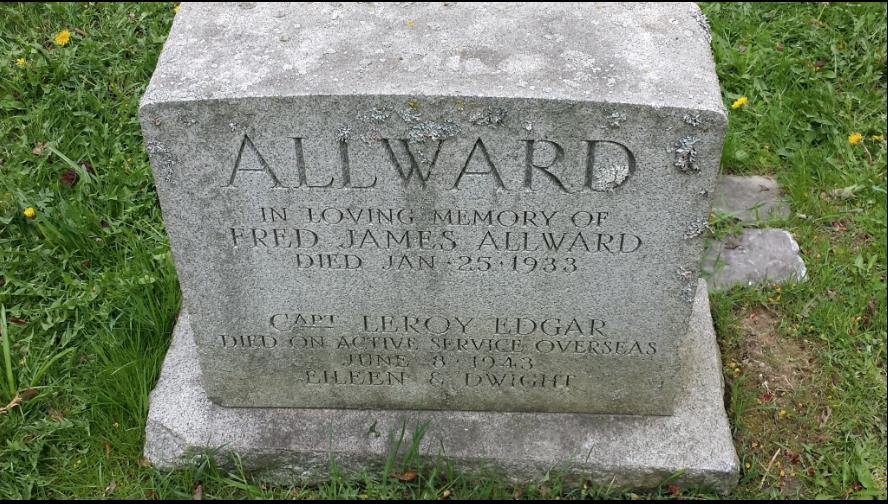 ALLWARD
IN LOVING MEMORY OF
FRED JAMES ALLWARD
DIED JAN·25·1933
CAPT LEROY EDGAR
DIED ON ACTIVE SERVICE OVERSEAS
JUNE 8·1943
EILEEN & DWIGHT